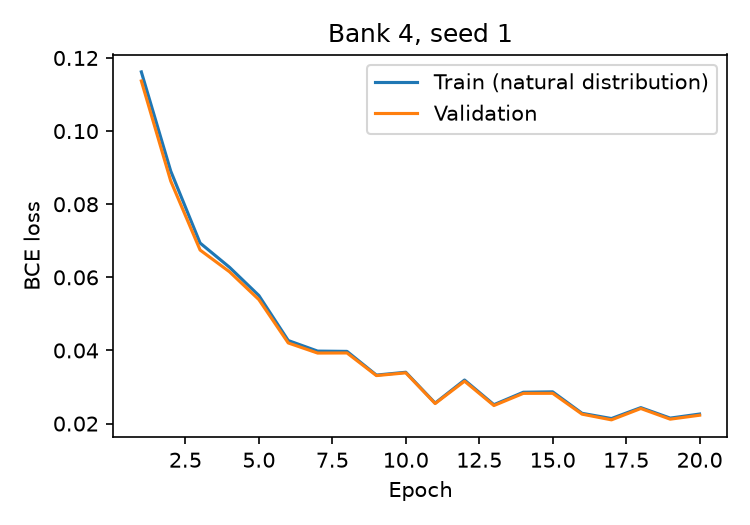 Bank 4, seed 1
Train (natural distribution)
Validation
BCE loss
0.12
0.10
0.08
0.06
0.04
0.02
2.5 5.0 7.5 10.0 12.5 15.0 17.5 20.0
Epoch